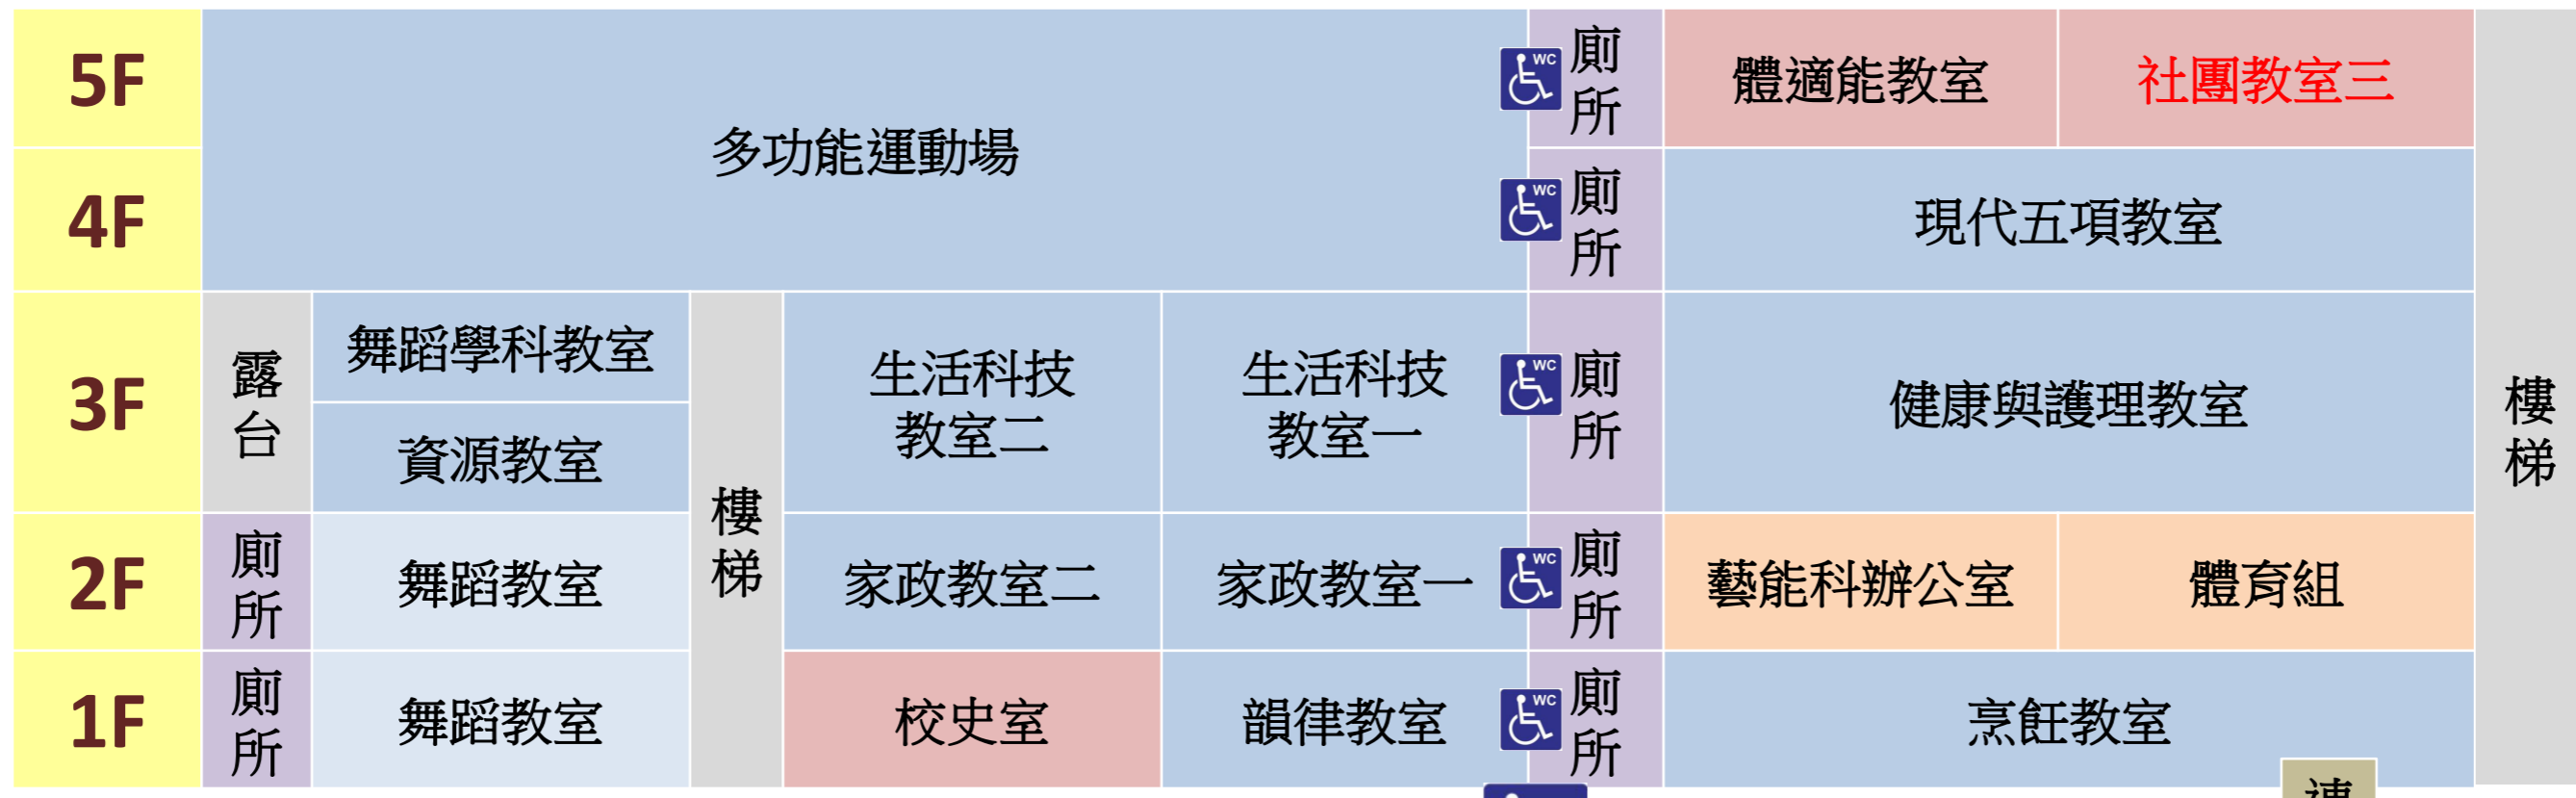 5F
多功能運動場
WC
廁所
體適能教室
社團教室三
樓梯
4F
WC
廁所
現代五項教室
3F
露台
舞蹈學科教室
資源教室
樓梯
生活科技
教室二
生活科技
教室一
WC
廁所
健康與護理教室
2F
廁所
舞蹈教室
家政教室二
家政教室一
WC
廁所
藝能科辦公室
體育組
1F
廁所
舞蹈教室
校史室
韻律教室
WC
廁所
烹飪教室